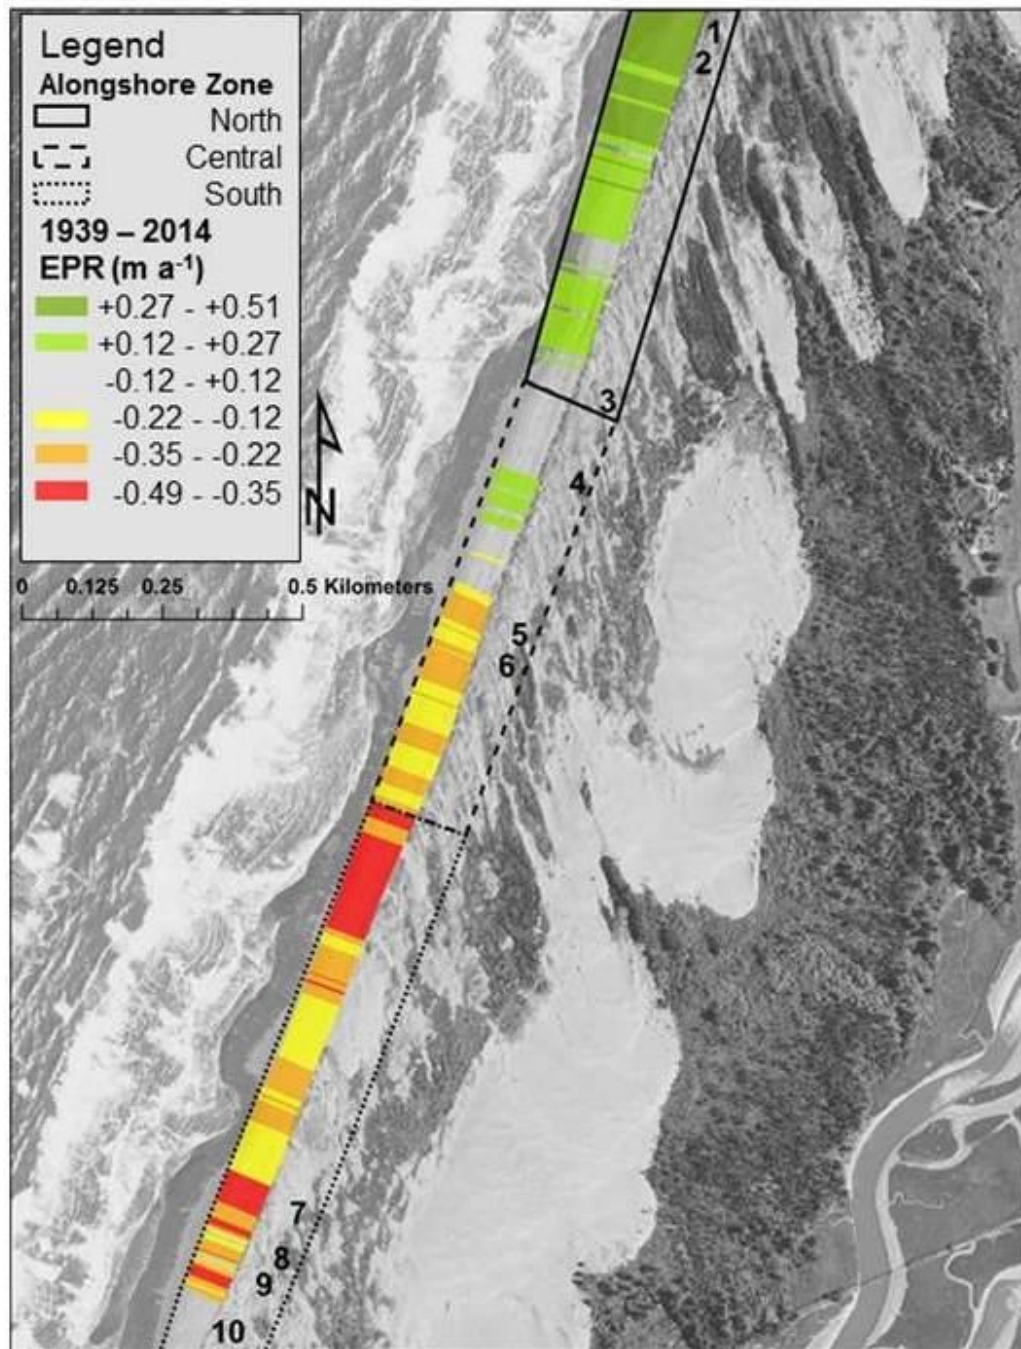 Legend
Alongshore Zone
North
Central
South
1939 – 2014
EPR (m a⁻¹)
+0.27 - +0.51
+0.12 - +0.27
-0.12 - +0.12
-0.22 - -0.12
-0.35 - -0.22
-0.49 - -0.35
N
0 0.125 0.25 0.5 Kilometers
1
2
3
4
5
6
7
8
9
10